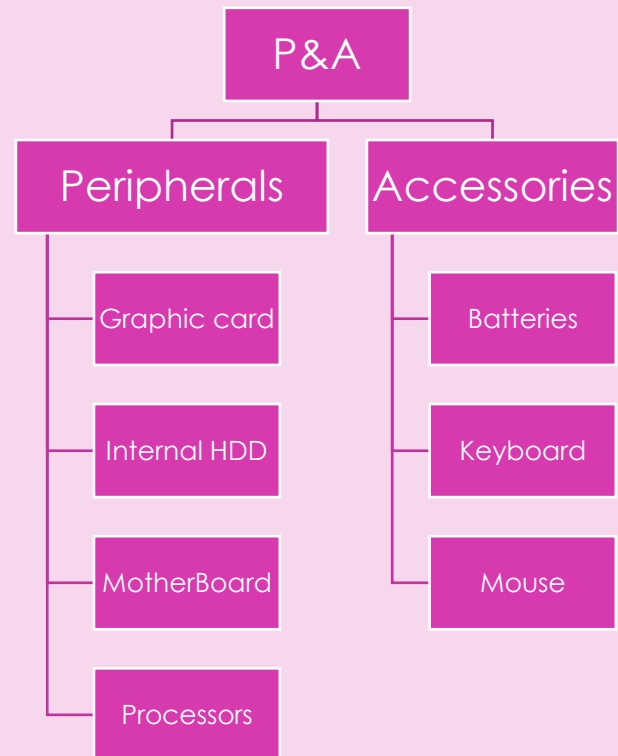 P&A
Peripherals
Graphic card
Internal HDD
MotherBoard
Processors
Accessories
Batteries
Keyboard
Mouse